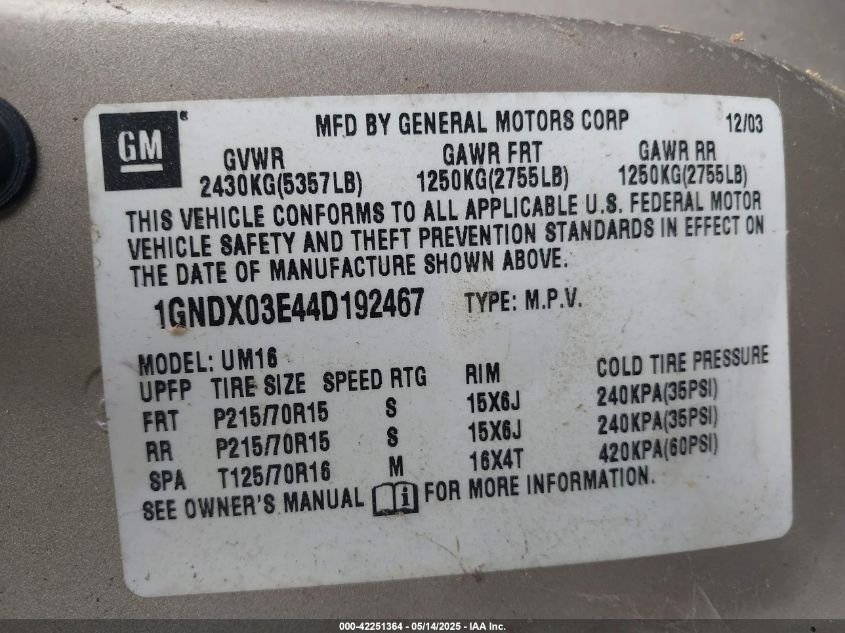 GM ®
MFD BY GENERAL MOTORS CORP 12/03
GVWR GAWR FRT GAWR RR
2430KG(5357LB) 1250KG(2755LB) 1250KG(2755LB)
THIS VEHICLE CONFORMS TO ALL APPLICABLE U.S. FEDERAL MOTOR
VEHICLE SAFETY AND THEFT PREVENTION STANDARDS IN EFFECT ON
THE DATE OF MANUFACTURE SHOWN ABOVE.
1GNDX03E44D192467 TYPE: M.P.V.
MODEL: UM16
UPFP TIRE SIZE SPEED RTG RIM COLD TIRE PRESSURE
FRT P215/70R15 S 15X6J 240KPA(35PSI)
RR P215/70R15 S 15X6J 240KPA(35PSI)
SPA T125/70R16 M 16X4T 420KPA(60PSI)
SEE OWNER'S MANUAL i FOR MORE INFORMATION.
000-42251364 - 05/14/2025 - IAA Inc.